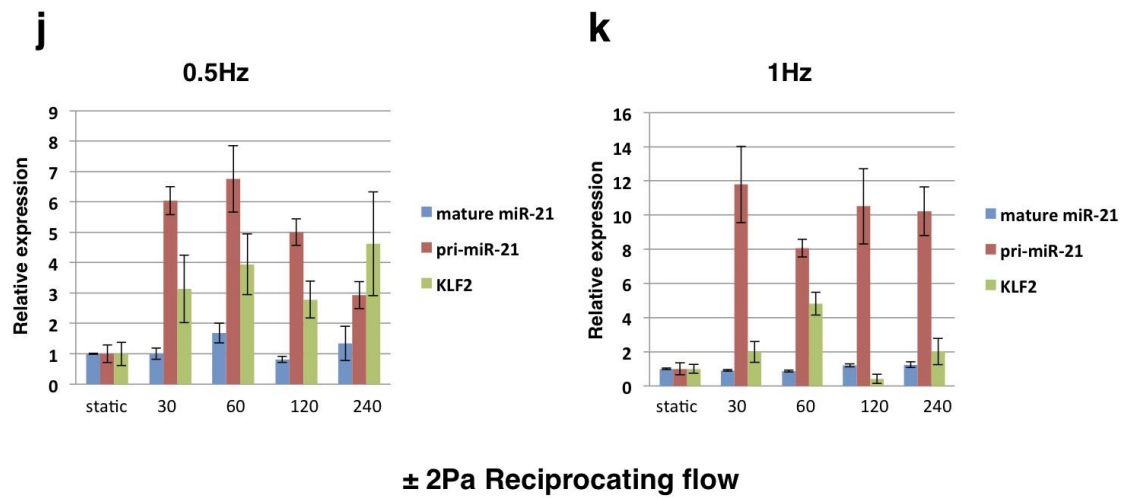 j
0.5Hz
Relative expression
9
8
7
6
5
4
3
2
1
0
static 30 60 120 240
mature miR-21
pri-miR-21
KLF2
k
1Hz
Relative expression
16
14
12
10
8
6
4
2
0
static 30 60 120 240
mature miR-21
pri-miR-21
KLF2
± 2Pa Reciprocating flow